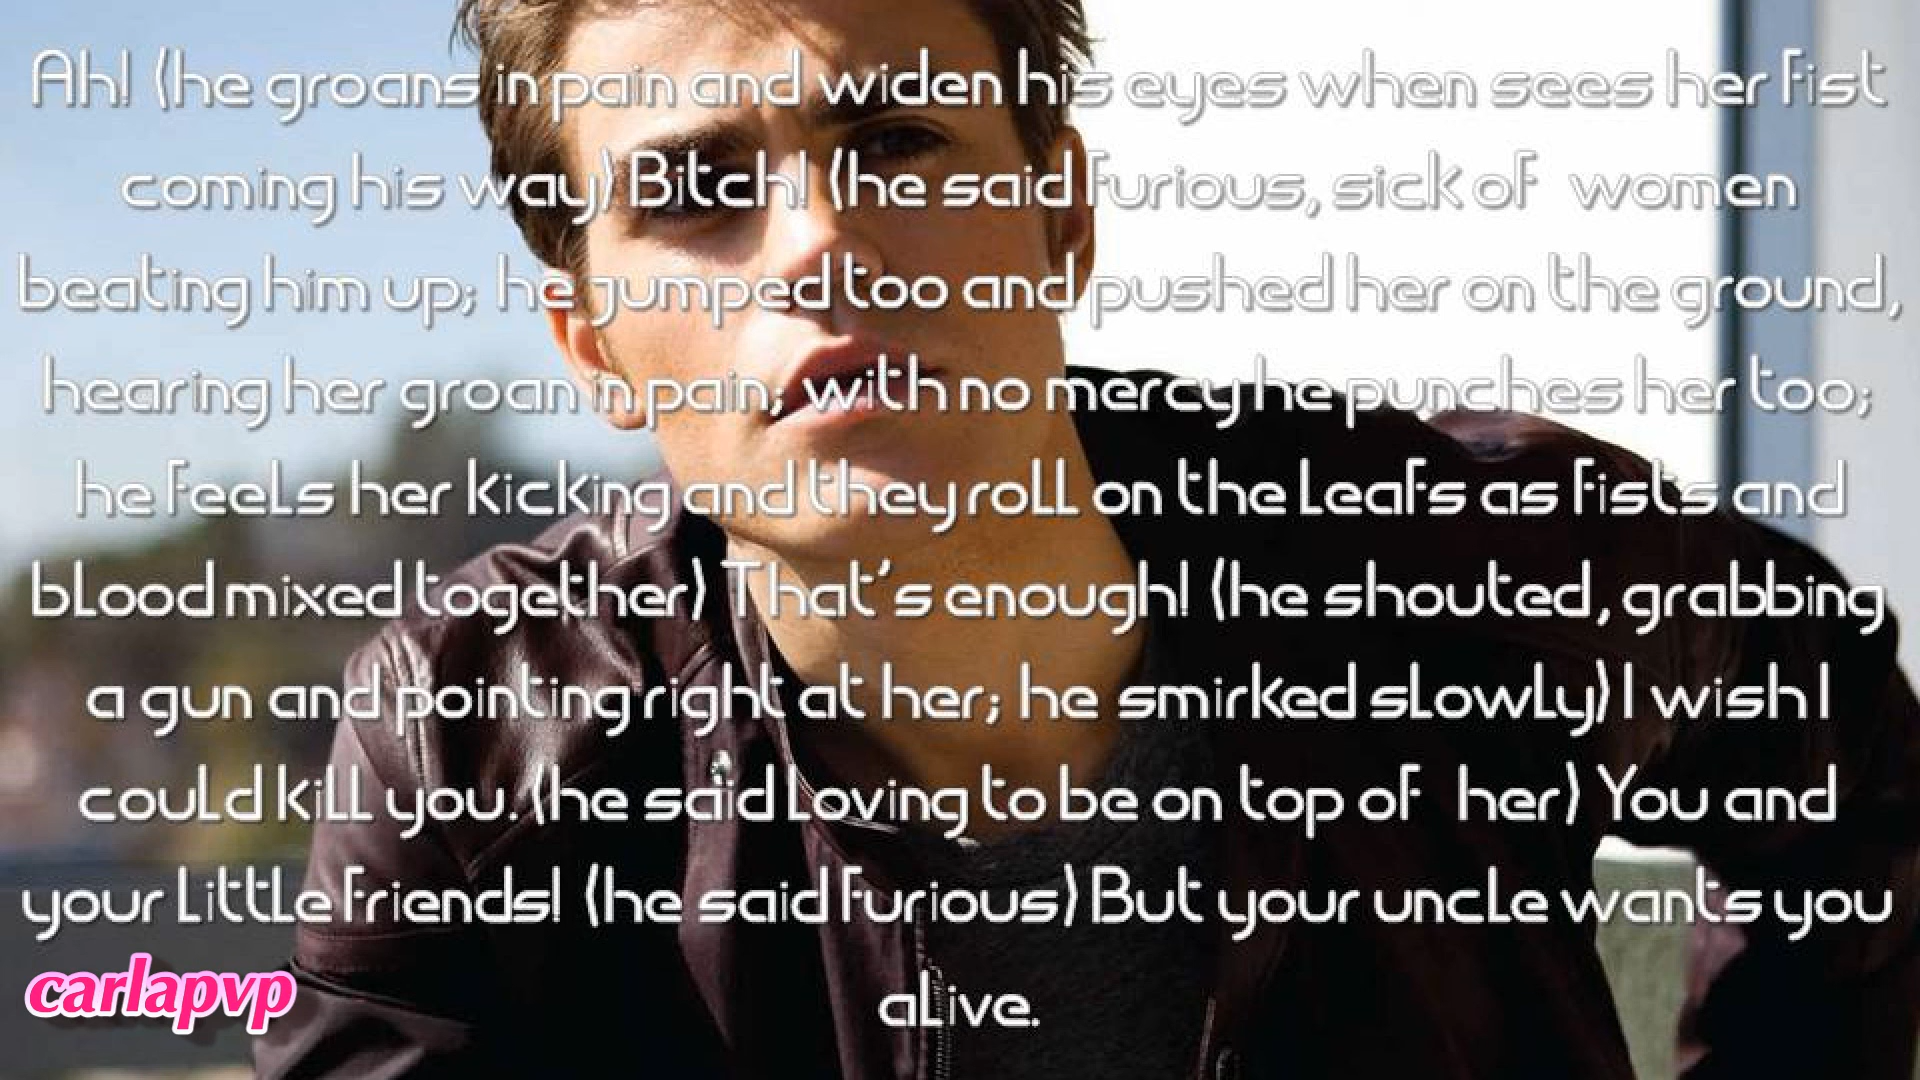 Ah! (he groans in pain and widen his eyes when sees her fist
coming his way) Bitch! (he said furious, sick of women
beating him up; he jumped too and pushed her on the ground,
hearing her groan in pain; with no mercy he punches her too;
he feels her kicking and they roll on the leafs as fists and
blood mixed together) That's enough! (he shouted, grabbing
a gun and pointing right at her; he smirked slowly) I wish I
could kill you. (he said loving to be on top of her) You and
your little friends! (he said furious) But your uncle wants you
alive.
carlapvp